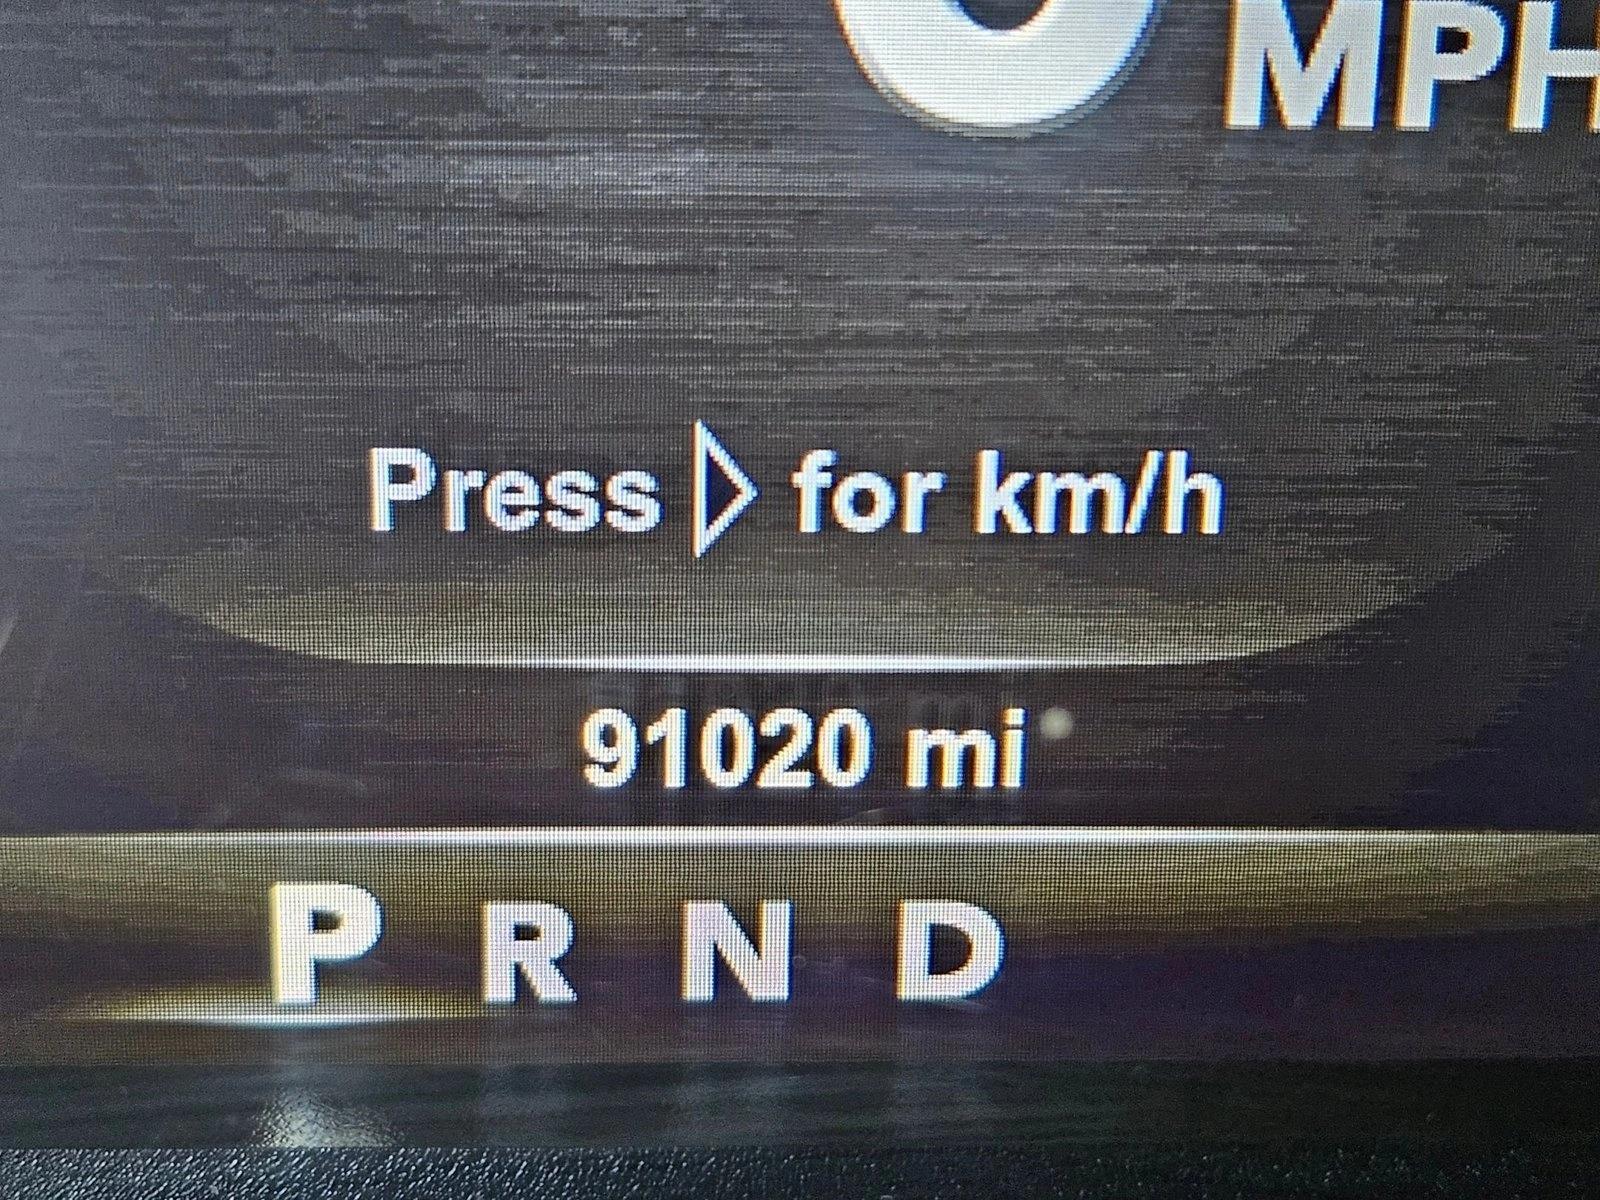 MPH
Press ▷ for km/h
91020 mi
P R N D